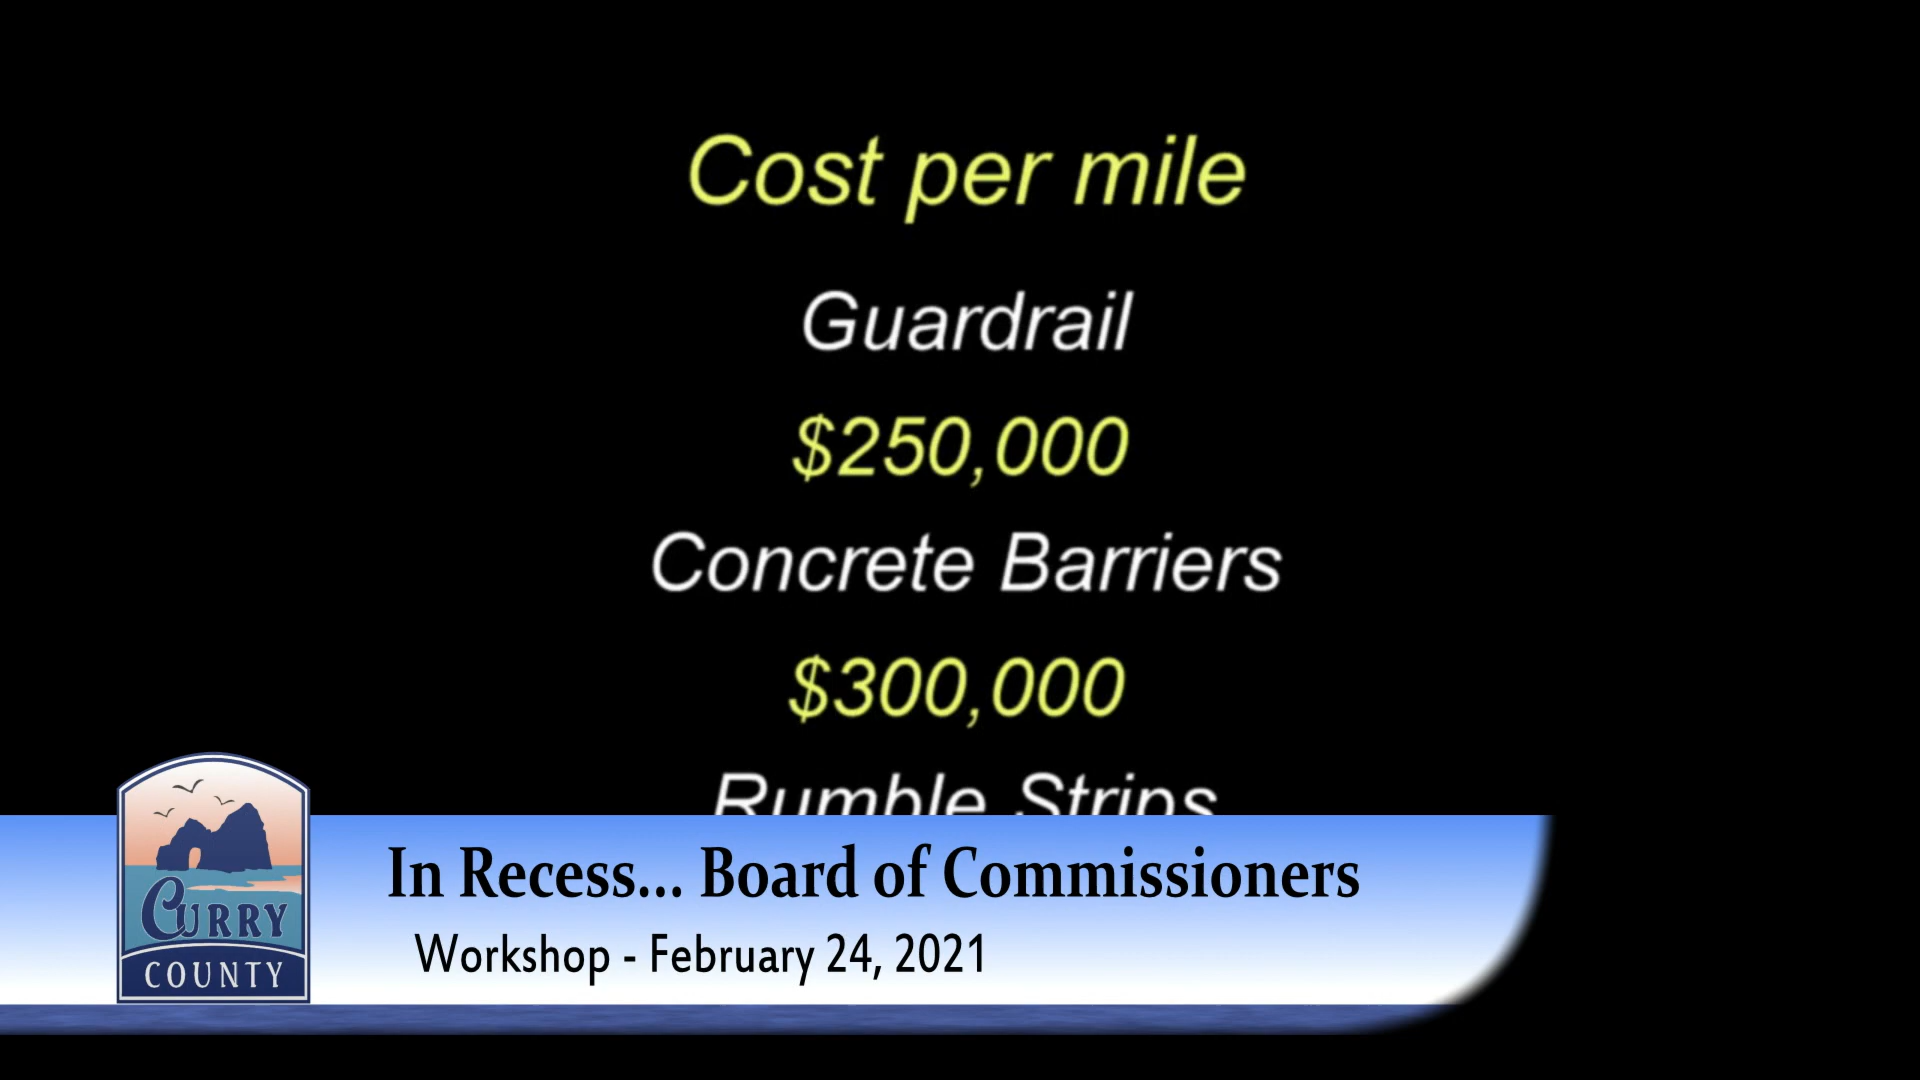 Cost per mile
Guardrail
$250,000
Concrete Barriers
$300,000
Rumble Strips
In Recess... Board of Commissioners
Workshop - February 24, 2021
CURRY
COUNTY